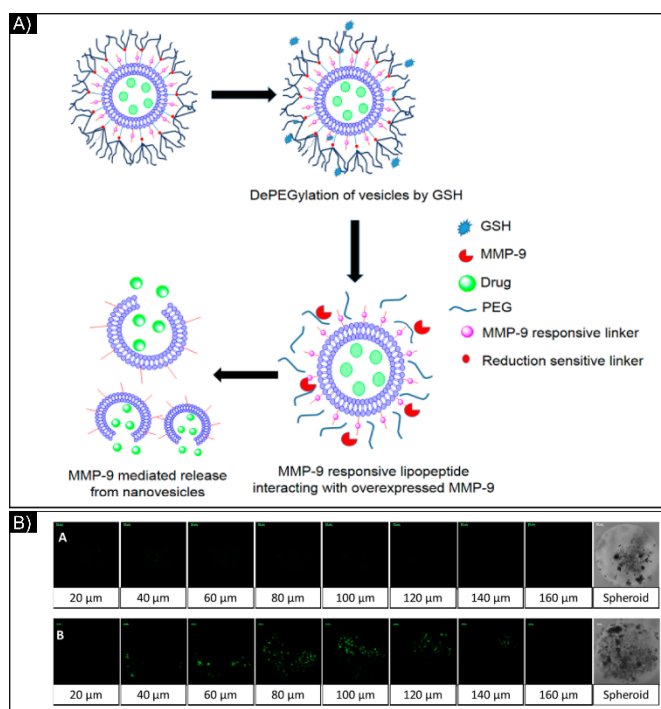 A)
DePEGylation of vesicles by GSH
GSH
MMP-9
Drug
PEG
MMP-9 responsive linker
Reduction sensitive linker
MMP-9 mediated release
from nanovesicles
MMP-9 responsive lipopeptide
interacting with overexpressed MMP-9
B)
A
20 µm 40 µm 60 µm 80 µm 100 µm 120 µm 140 µm 160 µm Spheroid
B
20 µm 40 µm 60 µm 80 µm 100 µm 120 µm 140 µm 160 µm Spheroid